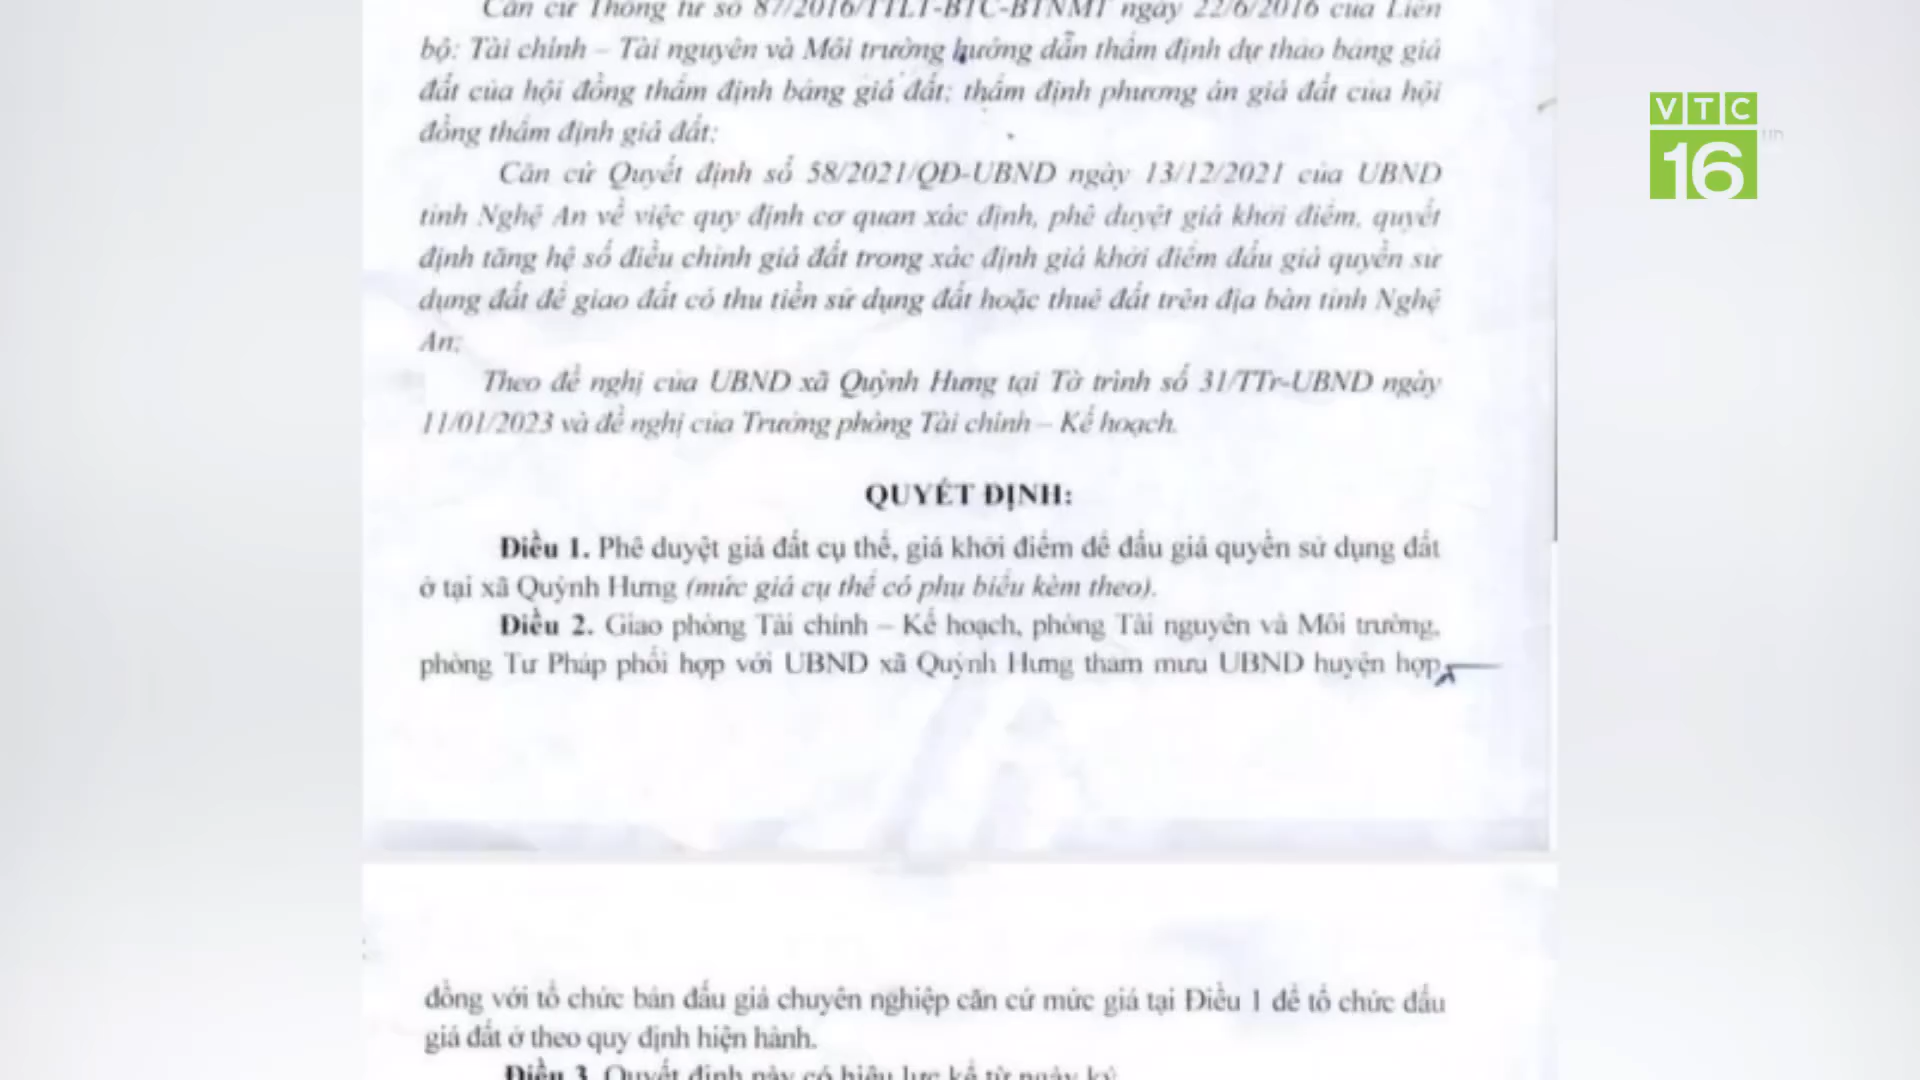 Căn cứ Thông tư số 87/2016/TTLT-BTC-BTNMT ngày 22/6/2016 của Liên
bộ: Tài chính – Tài nguyên và Môi trường hướng dẫn thẩm định dự thảo bảng giá
đất của hội đồng thẩm định bảng giá đất; thẩm định phương án giá đất của hội
đồng thẩm định giá đất;
Căn cứ Quyết định số 58/2021/QĐ-UBND ngày 13/12/2021 của UBND
tỉnh Nghệ An về việc quy định cơ quan xác định, phê duyệt giá khởi điểm, quyết
định tăng hệ số điều chỉnh giá đất trong xác định giá khởi điểm đấu giá quyền sử
dụng đất để giao đất có thu tiền sử dụng đất hoặc thuê đất trên địa bàn tỉnh Nghệ
An;
Theo đề nghị của UBND xã Quỳnh Hưng tại Tờ trình số 31/TTr-UBND ngày
11/01/2023 và đề nghị của Trưởng phòng Tài chính – Kế hoạch.
QUYẾT ĐỊNH:
Điều 1. Phê duyệt giá đất cụ thể, giá khởi điểm để đấu giá quyền sử dụng đất
ở tại xã Quỳnh Hưng (mức giá cụ thể có phụ biểu kèm theo).
Điều 2. Giao phòng Tài chính – Kế hoạch, phòng Tài nguyên và Môi trường,
phòng Tư Pháp phối hợp với UBND xã Quỳnh Hưng tham mưu UBND huyện hợp
đồng với tổ chức bán đấu giá chuyên nghiệp căn cứ mức giá tại Điều 1 để tổ chức đấu
giá đất ở theo quy định hiện hành.
Điều 3. Quyết định này có hiệu lực kể từ ngày ký.
VTC
16